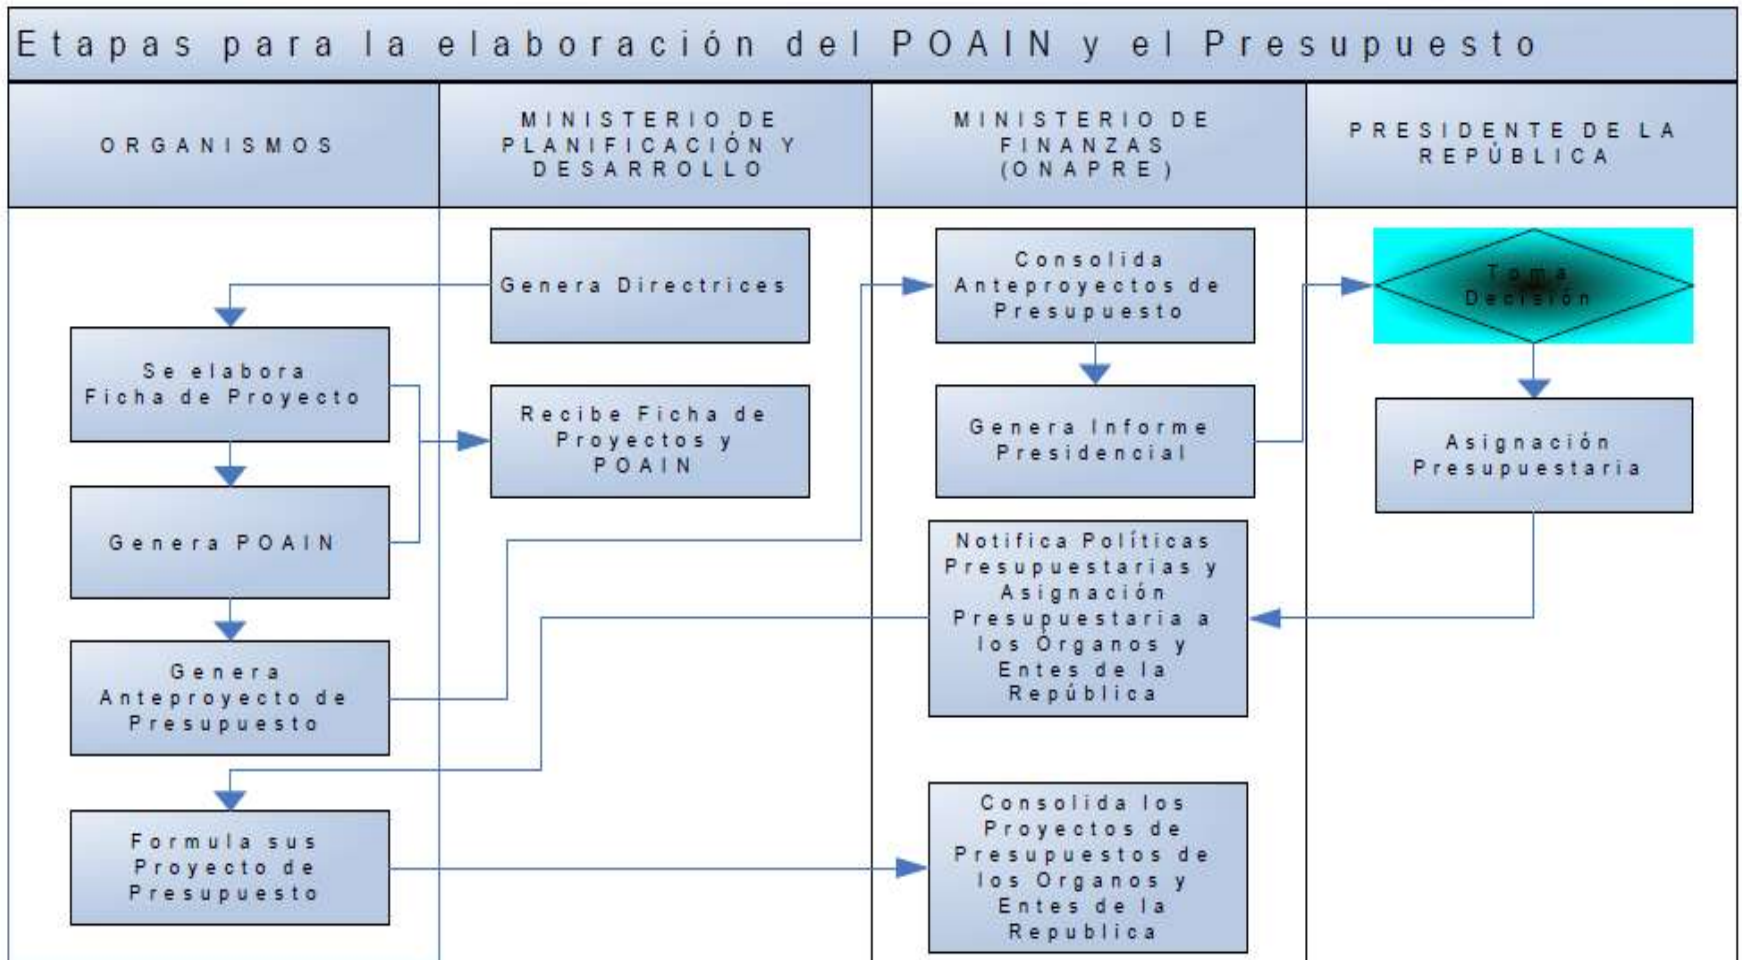 Etapas para la elaboración del POAIN y el Presupuesto
ORGANISMOS
MINISTERIO DE
PLANIFICACIÓN Y
DESARROLLO
MINISTERIO DE
FINANZAS
(ONAPRE)
PRESIDENTE DE LA
REPÚBLICA
Genera Directrices
Consolida
Anteproyectos de
Presupuesto
Toma
Decisión
Se elabora
Ficha de Proyecto
Recibe Ficha de
Proyectos y
POAIN
Genera Informe
Presidencial
Asignación
Presupuestaria
Genera POAIN
Notifica Políticas
Presupuestarias y
Asignación
Presupuestaria a
los Órganos y
Entes de la
República
Genera
Anteproyecto de
Presupuesto
Formula sus
Proyecto de
Presupuesto
Consolida los
Proyectos de
Presupuestos de
los Órganos y
Entes de la
Republica